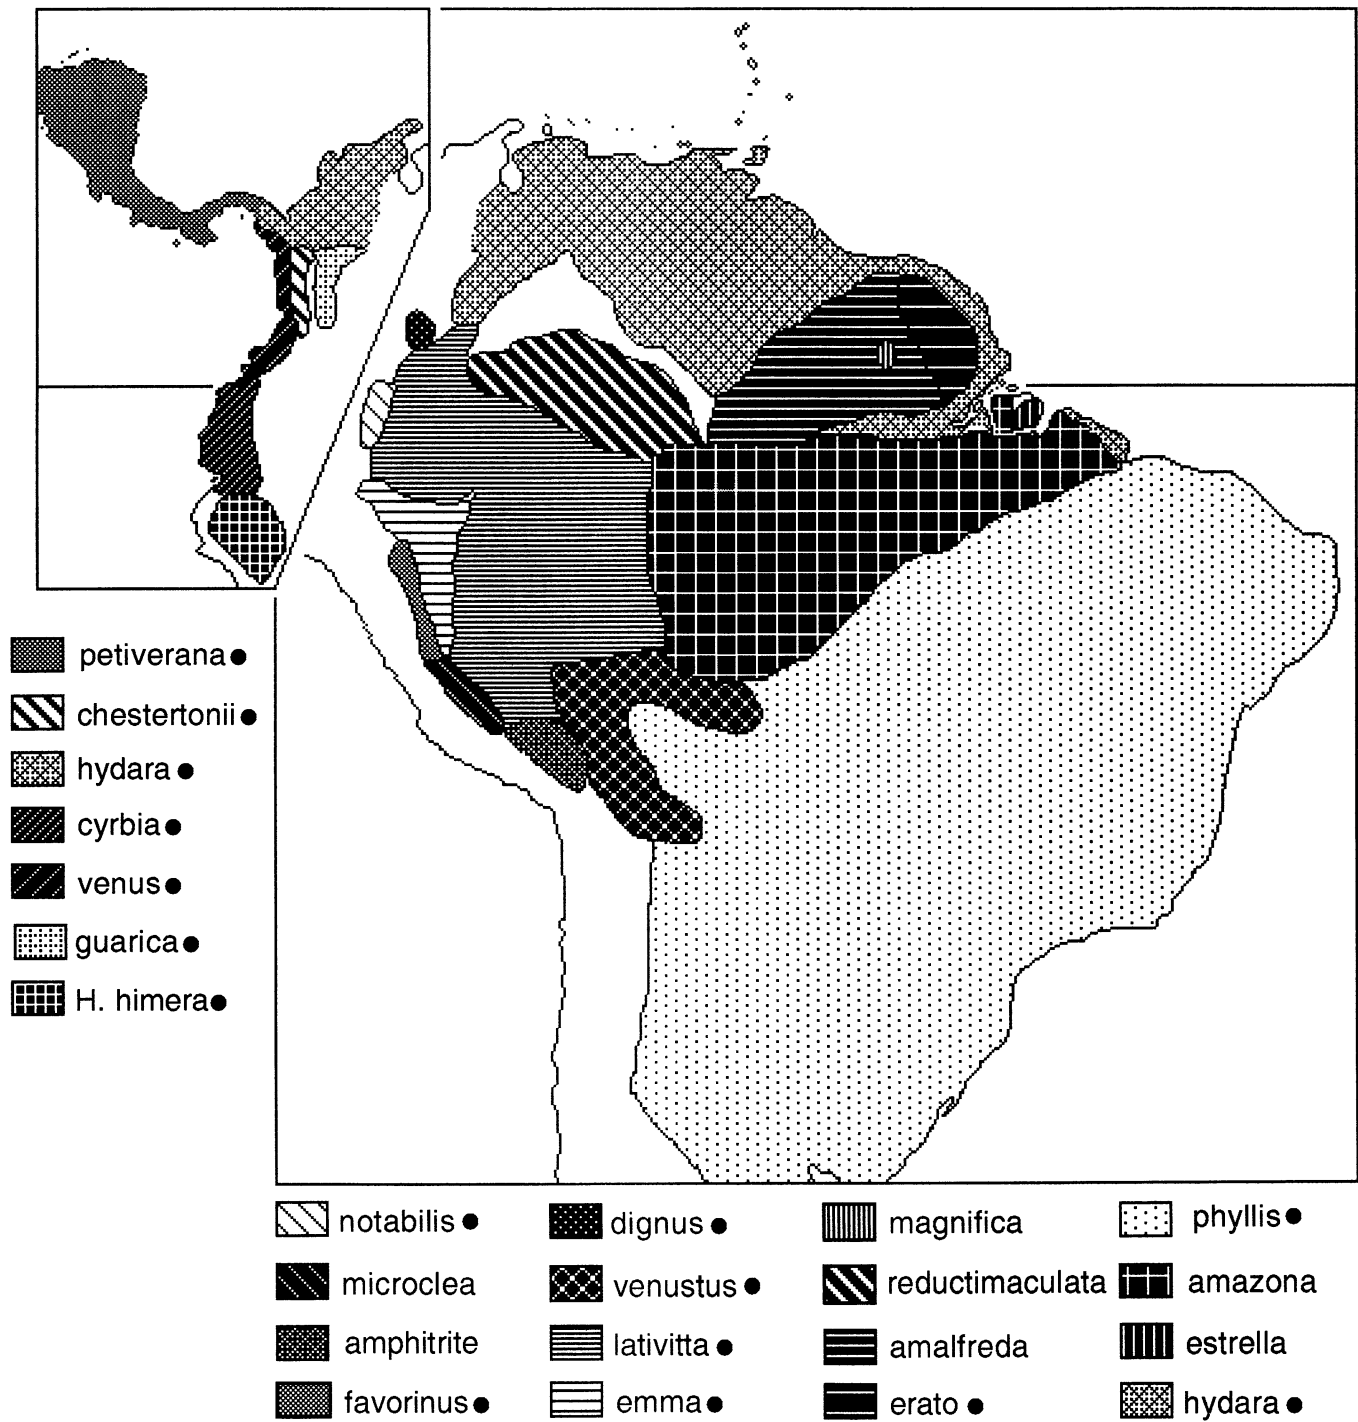 petiverana●
chestertonii●
hydara●
cyrbia●
venus●
guarica●
H. himera●
notabilis● dignus● magnifica phyllis●
microclea venustus● reductimaculata amazona
amphitrite lativitta● amalfreda estrella
favorinus● emma● erato● hydara●